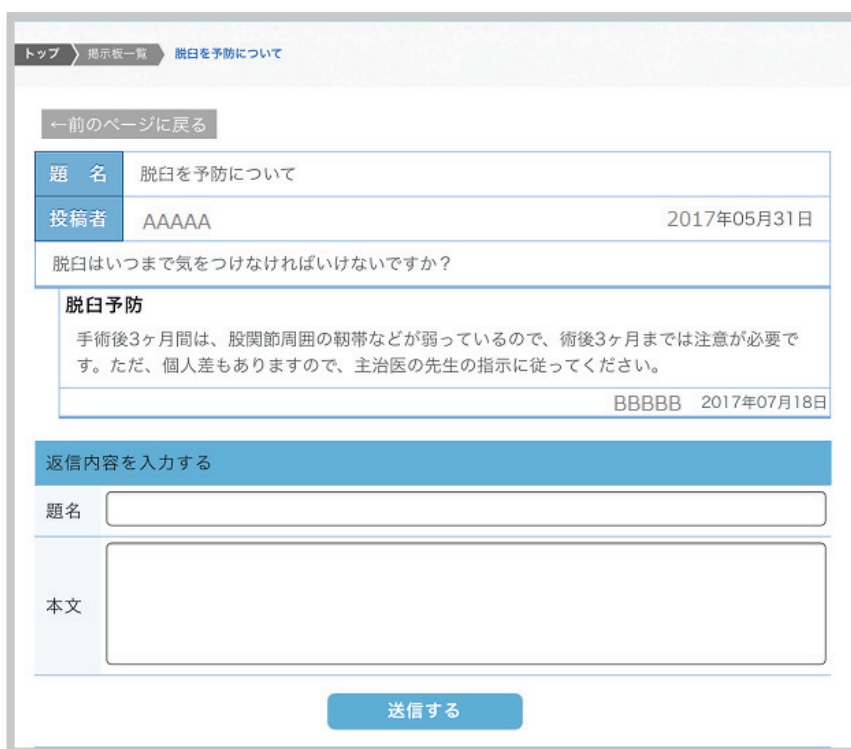 トップ 掲示板一覧 脱臼を予防について
←前のページに戻る
題 名 脱臼を予防について
投稿者 AAAAA 2017年05月31日
脱臼はいつまで気をつけなければいけないですか？
脱臼予防
手術後3ヶ月間は、股関節周囲の靭帯などが弱っているので、術後3ヶ月までは注意が必要で
す。ただ、個人差もありますので、主治医の先生の指示に従ってください。
BBBBB 2017年07月18日
返信内容を入力する
題名
本文
送信する